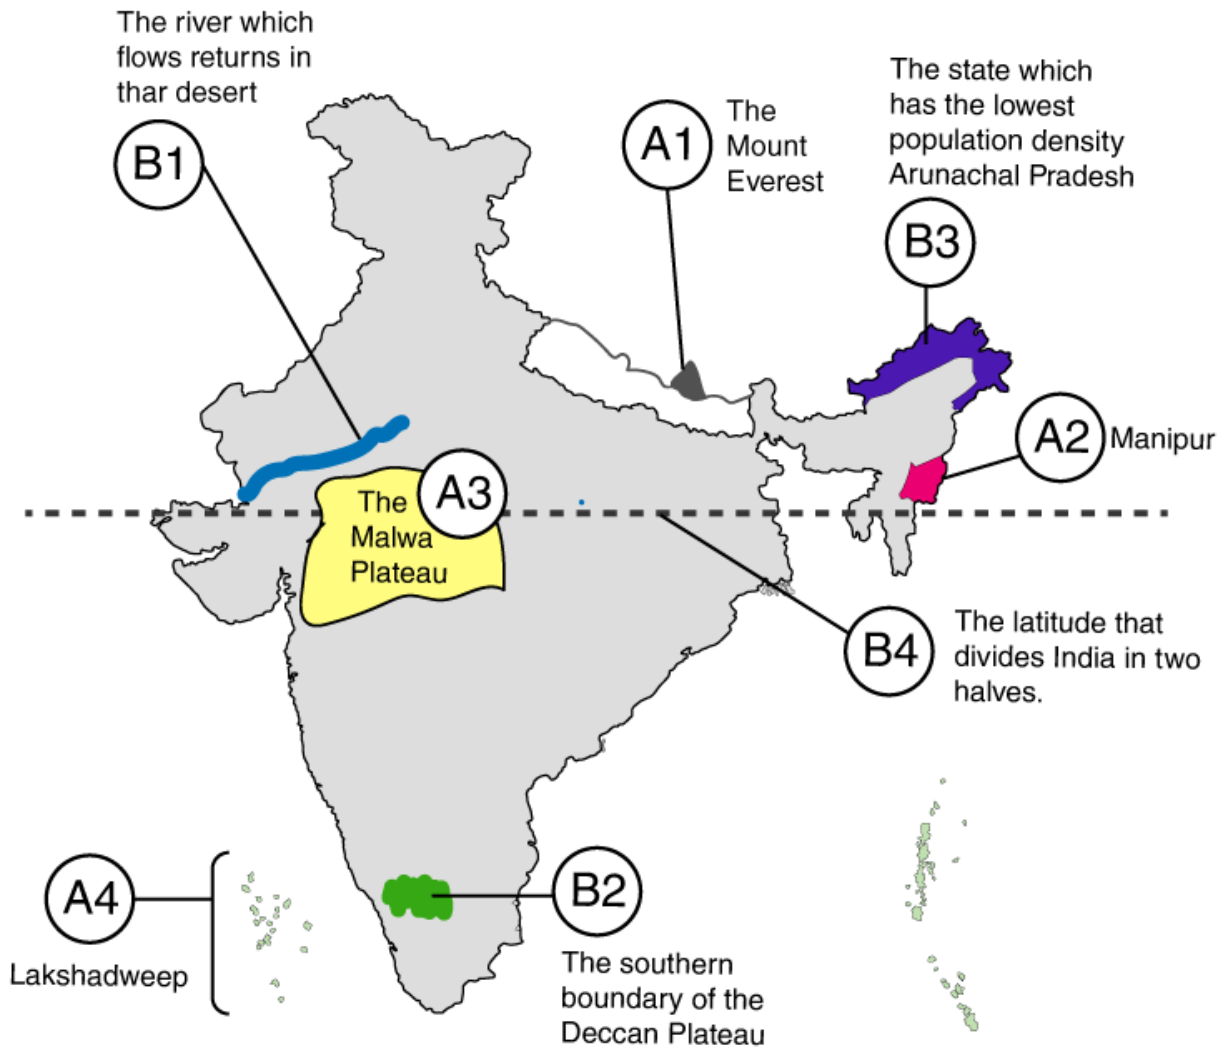 The river which
flows returns in
thar desert
B1
A1
The
Mount
Everest
The state which
has the lowest
population density
Arunachal Pradesh
B3
A2
Manipur
A3
The
Malwa
Plateau
B4
The latitude that
divides India in two
halves.
A4
Lakshadweep
B2
The southern
boundary of the
Deccan Plateau